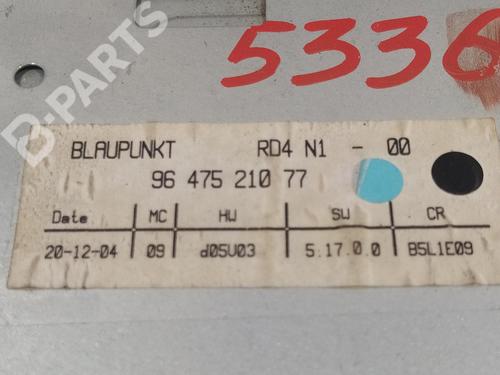 B-PARTS
5336
BLAUPUNKT RD4 N1 - 00
96 475 210 77
Date MC HW SW CR
20-12-04 09 d05V03 5.17.0.0 B5L1E09